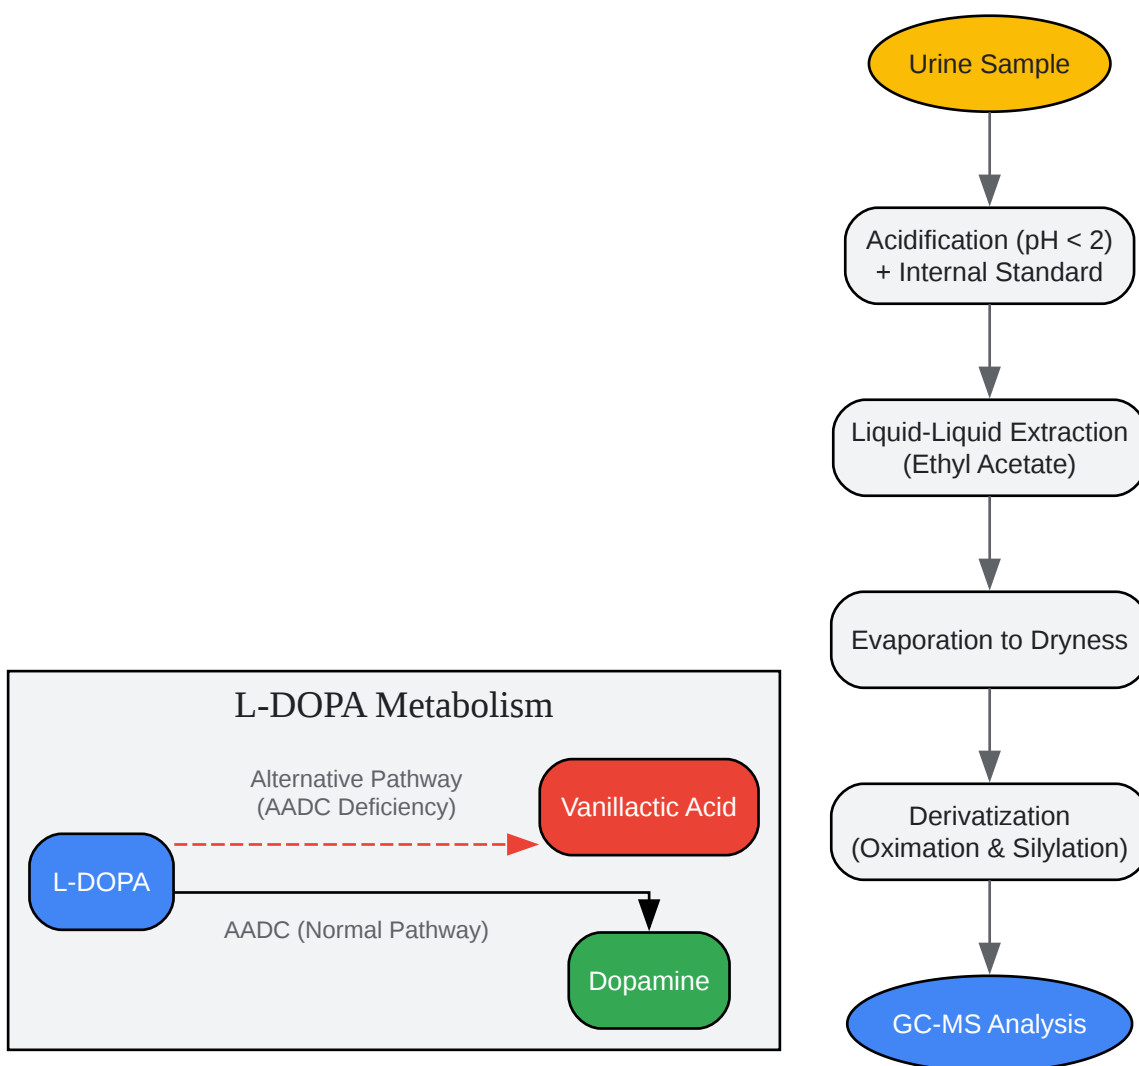 Urine Sample
Acidification (pH < 2)
+ Internal Standard
Liquid-Liquid Extraction
(Ethyl Acetate)
Evaporation to Dryness
Derivatization
(Oximation & Silylation)
GC-MS Analysis
L-DOPA Metabolism
Alternative Pathway
(AADC Deficiency)
Vanillactic Acid
L-DOPA
AADC (Normal Pathway)
Dopamine